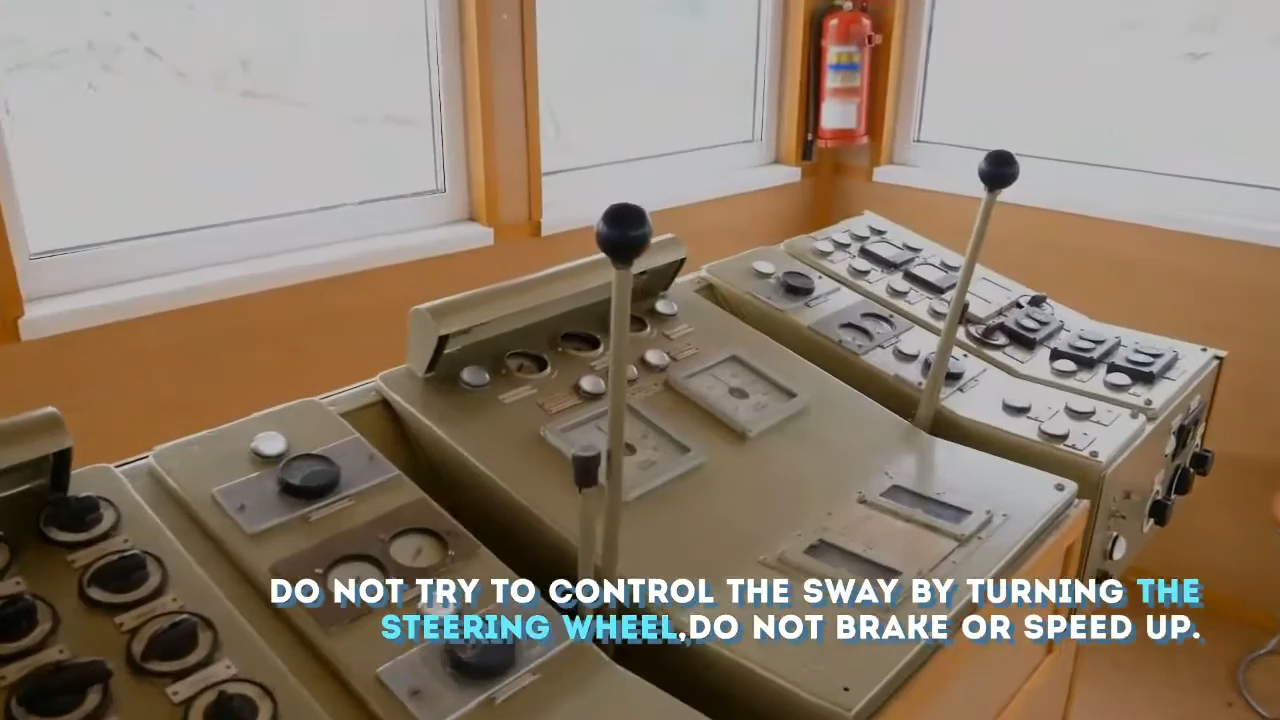 DO NOT TRY TO CONTROL THE SWAY BY TURNING THE
STEERING WHEEL,DO NOT BRAKE OR SPEED UP.